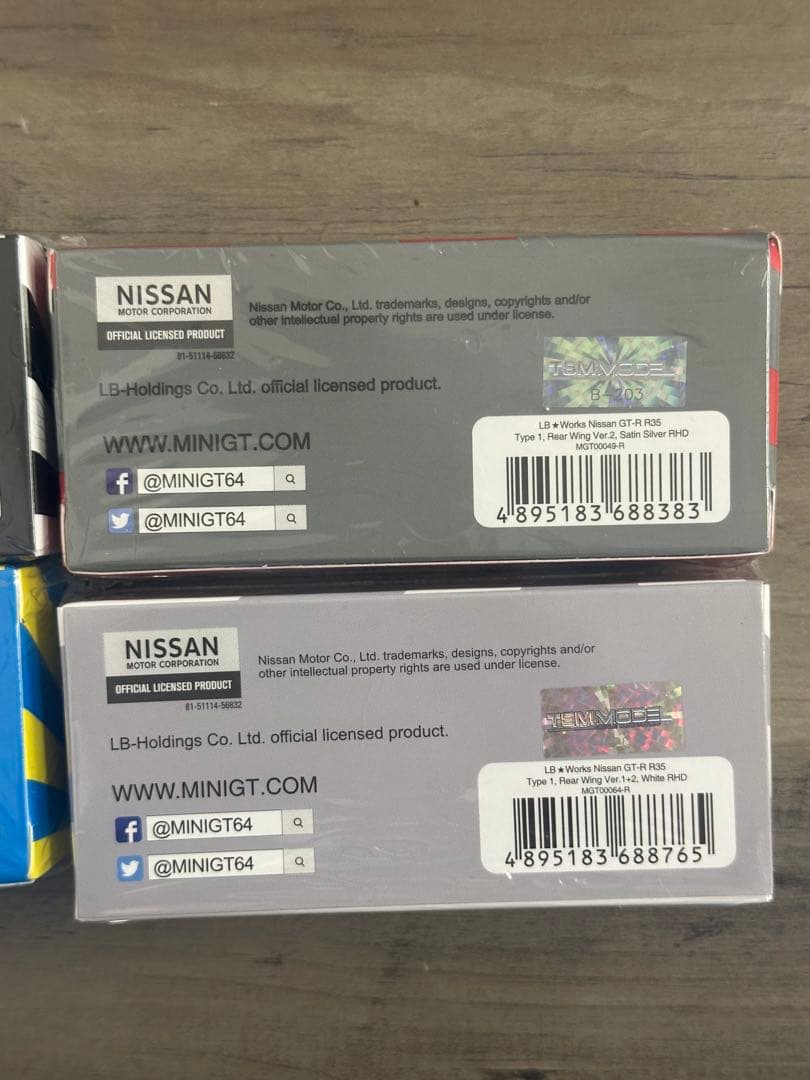 NISSAN
MOTOR CORPORATION
OFFICIAL LICENSED PRODUCT
81-51114-56832
Nissan Motor Co., Ltd. trademarks, designs, copyrights and/or
other intellectual property rights are used under license.
LB-Holdings Co. Ltd. official licensed product.
WWW.MINIGT.COM
f @MINIGT64
@MINIGT64
TSM MODEL
B-203
LB★Works Nissan GT-R R35
Type 1, Rear Wing Ver.2, Satin Silver RHD
MGT00049-R
4 895183 688383
NISSAN
MOTOR CORPORATION
OFFICIAL LICENSED PRODUCT
81-51114-56832
Nissan Motor Co., Ltd. trademarks, designs, copyrights and/or
other intellectual property rights are used under license.
LB-Holdings Co. Ltd. official licensed product.
WWW.MINIGT.COM
f @MINIGT64
@MINIGT64
TSM MODEL
LB★Works Nissan GT-R R35
Type 1, Rear Wing Ver.1+2, White RHD
MGT00064-R
4 895183 688765